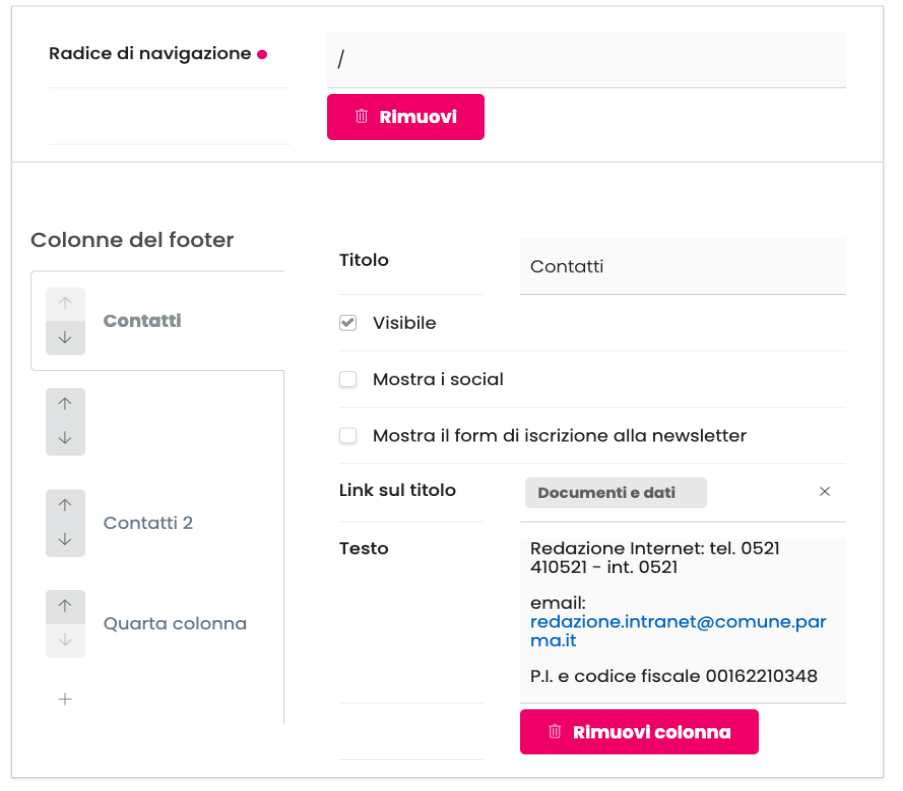 Radice di navigazione
/
Rimuovi
Colonne del footer
Contatti
Contatti 2
Quarta colonna
Titolo
Contatti
Visibile
Mostra i social
Mostra il form di iscrizione alla newsletter
Link sul titolo
Documenti e dati
Testo
Redazione Internet: tel. 0521
410521 - int. 0521
email:
redazione.intranet@comune.par
ma.it
P.I. e codice fiscale 00162210348
Rimuovi colonna